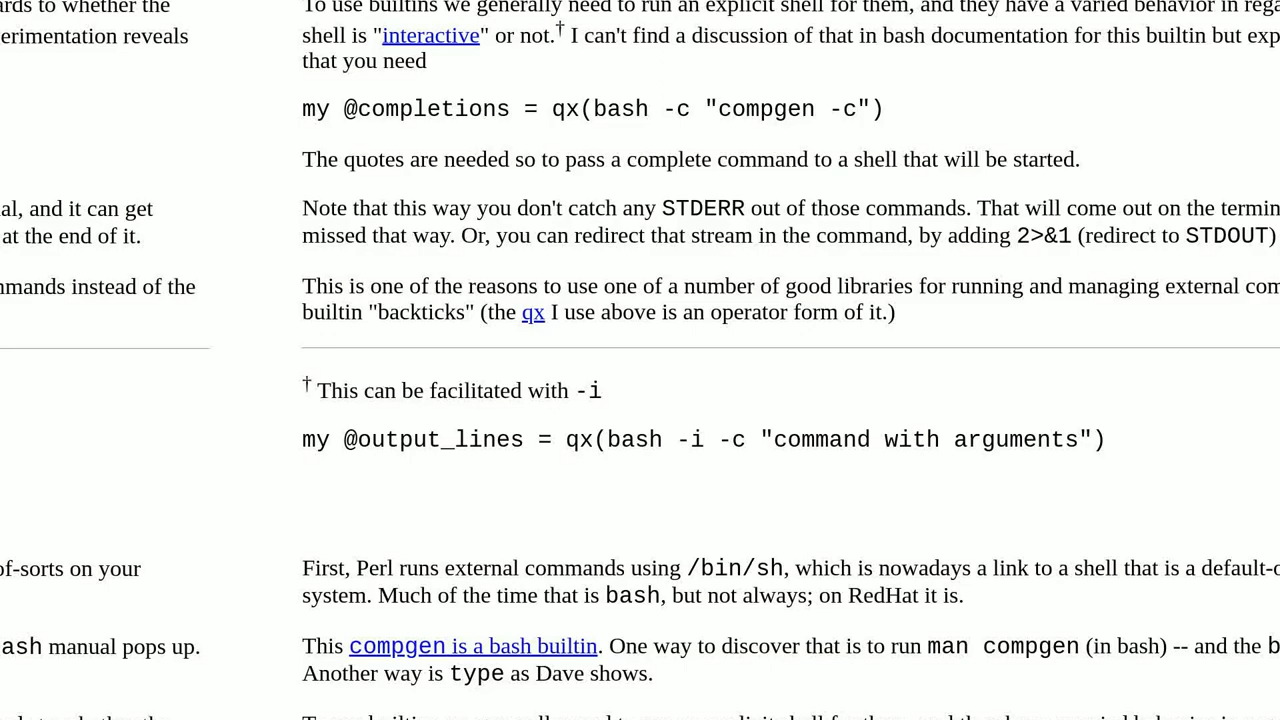 ards to whether the
erimentation reveals
al, and it can get
at the end of it.
mmands instead of the
of-sorts on your
ash manual pops up.
To use builtins we generally need to run an explicit shell for them, and they have a varied behavior in rega
shell is "interactive" or not.† I can't find a discussion of that in bash documentation for this builtin but exp
that you need
my @completions = qx(bash -c "compgen -c")
The quotes are needed so to pass a complete command to a shell that will be started.
Note that this way you don't catch any STDERR out of those commands. That will come out on the termin
missed that way. Or, you can redirect that stream in the command, by adding 2>&1 (redirect to STDOUT)
This is one of the reasons to use one of a number of good libraries for running and managing external com
builtin "backticks" (the qx I use above is an operator form of it.)
† This can be facilitated with -i
my @output_lines = qx(bash -i -c "command with arguments")
First, Perl runs external commands using /bin/sh, which is nowadays a link to a shell that is a default-o
system. Much of the time that is bash, but not always; on RedHat it is.
This compgen is a bash builtin. One way to discover that is to run man compgen (in bash) -- and the b
Another way is type as Dave shows.